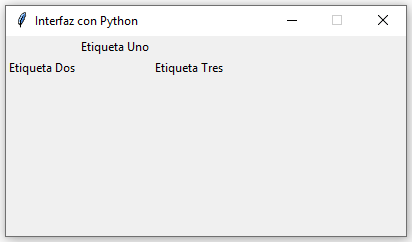 Interfaz con Python
Etiqueta Uno
Etiqueta Dos Etiqueta Tres